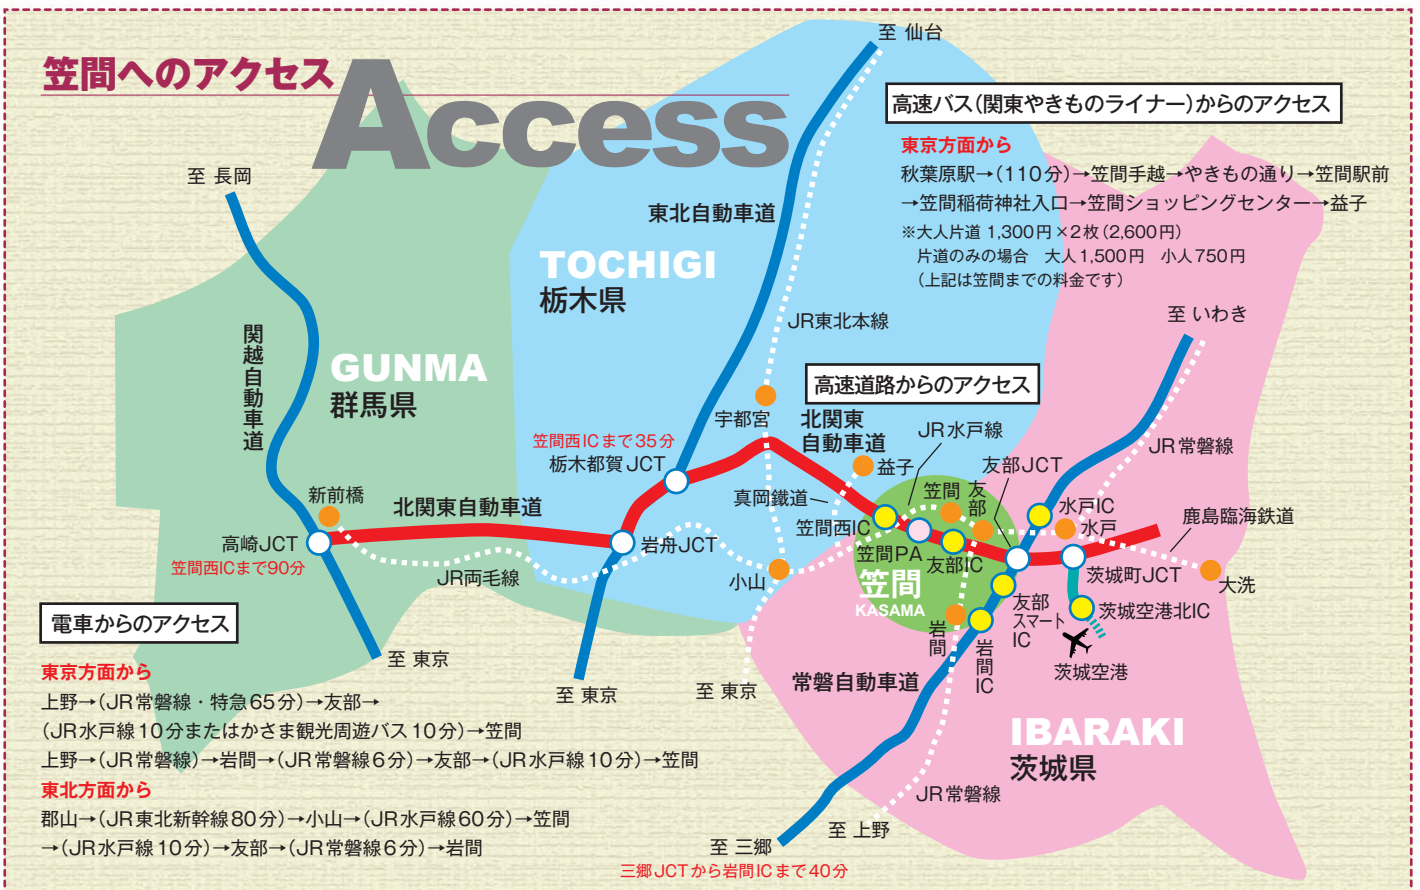 笠間へのアクセス
Access
至 仙台
高速バス(関東やきものライナー)からのアクセス
東京方面から
秋葉原駅→(110分)→笠間手越→やきもの通り→笠間駅前
→笠間稲荷神社入口→笠間ショッピングセンター→益子
※大人片道 1,300円×2枚(2,600円)
片道のみの場合　大人1,500円　小人750円
(上記は笠間までの料金です)
至 長岡
東北自動車道
TOCHIGI
栃木県
JR東北本線
至 いわき
関越自動車道
GUNMA
群馬県
高速道路からのアクセス
宇都宮
北関東
自動車道
JR水戸線
JR常磐線
笠間西ICまで35分
栃木都賀JCT
益子
友部JCT
真岡鐵道
笠間
友部
新前橋
北関東自動車道
笠間西IC
水戸IC
水戸
鹿島臨海鉄道
高崎JCT
笠間西ICまで90分
岩舟JCT
笠間PA
友部IC
JR両毛線
小山
笠間
KASAMA
茨城町JCT
大洗
友部
スマート
IC
茨城空港北IC
岩間
岩間IC
茨城空港
電車からのアクセス
至 東京
至 東京
至 東京
常磐自動車道
東京方面から
上野→(JR常磐線・特急65分)→友部→
(JR水戸線10分またはかさま観光周遊バス10分)→笠間
上野→(JR常磐線)→岩間→(JR常磐線6分)→友部→(JR水戸線10分)→笠間
東北方面から
郡山→(JR東北新幹線80分)→小山→(JR水戸線60分)→笠間
→(JR水戸線10分)→友部→(JR常磐線6分)→岩間
IBARAKI
茨城県
JR常磐線
至 上野
至 三郷
三郷JCTから岩間ICまで40分